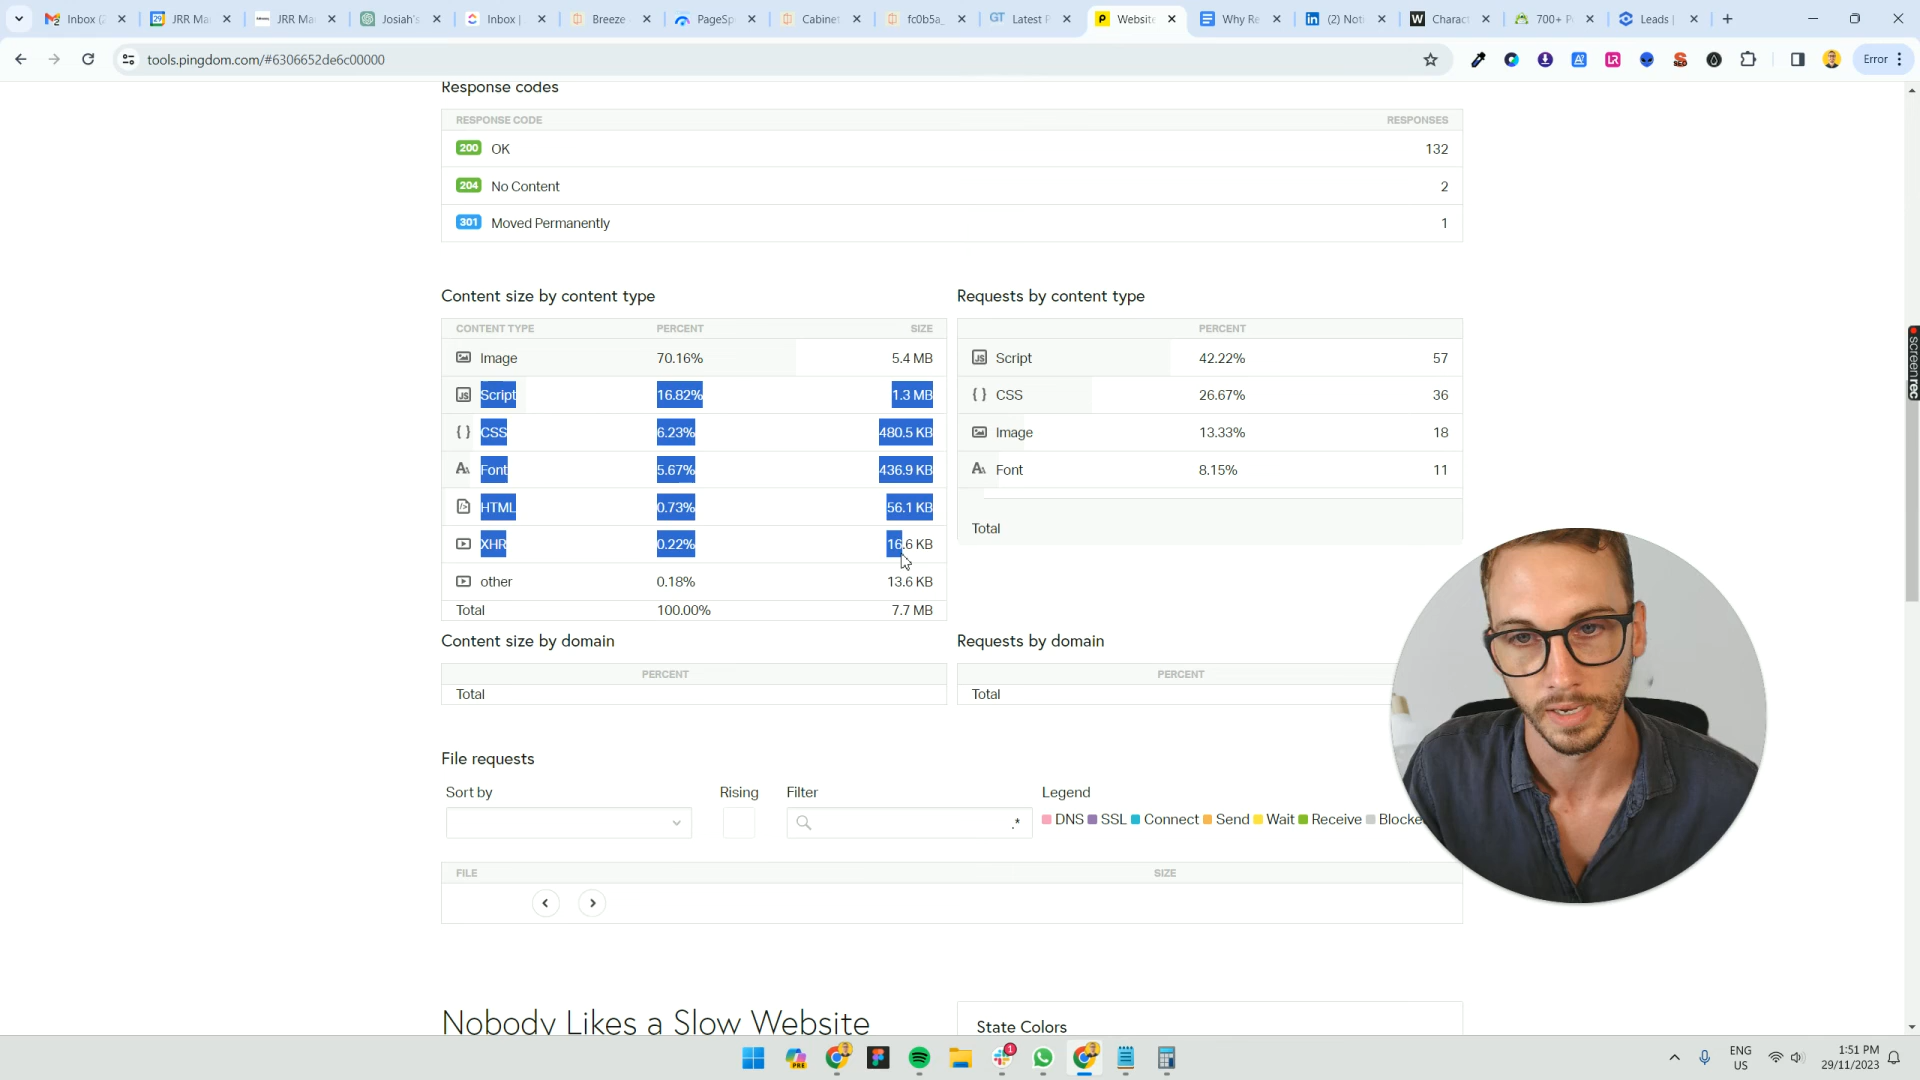 Inbox (2
JRR Ma
JRR Ma
Josiah's
Inbox |
Breeze
PageSp
Cabinet
fc0b5a_
Latest P
Website
Why Re
(2) Not
Charac
700+ P
Leads |
tools.pingdom.com/#6306652de6c00000
Error
Response codes
RESPONSE CODE RESPONSES
200 OK 132
204 No Content 2
301 Moved Permanently 1
Content size by content type
CONTENT TYPE PERCENT SIZE
Image 70.16% 5.4 MB
Script 16.82% 1.3 MB
CSS 6.23% 480.5 KB
Font 5.67% 436.9 KB
HTML 0.73% 56.1 KB
XHR 0.22% 16.6 KB
other 0.18% 13.6 KB
Total 100.00% 7.7 MB
Requests by content type
PERCENT
Script 42.22% 57
CSS 26.67% 36
Image 13.33% 18
Font 8.15% 11
Total
Content size by domain
PERCENT
Total
Requests by domain
PERCENT
Total
File requests
Sort by Rising Filter Legend
.* DNS SSL Connect Send Wait Receive Blocke
FILE SIZE
Nobody Likes a Slow Website
State Colors
screenrec
PRE
1
ENG
US
1:51 PM
29/11/2023